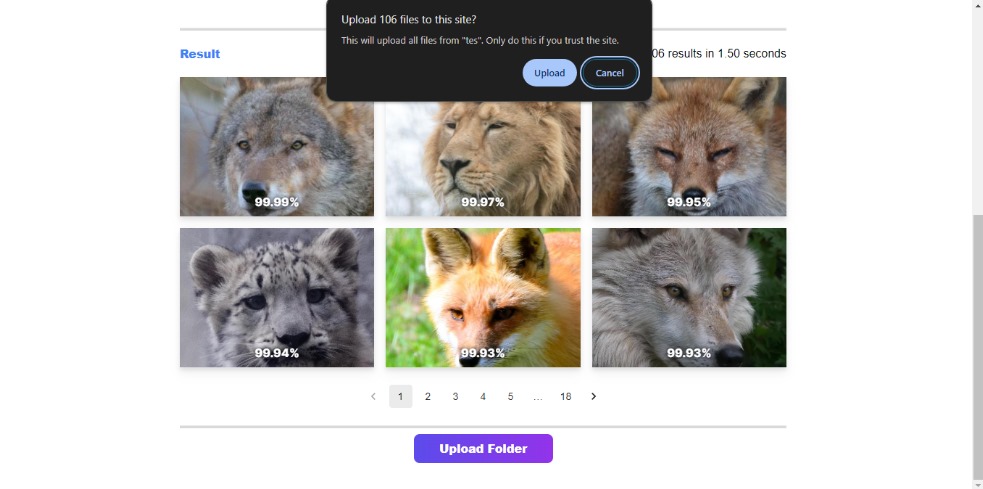 Upload 106 files to this site?
This will upload all files from "tes". Only do this if you trust the site.
Upload Cancel
Result
06 results in 1.50 seconds
99.99% 99.97% 99.95%
99.94% 99.93% 99.93%
1 2 3 4 5 ... 18
Upload Folder